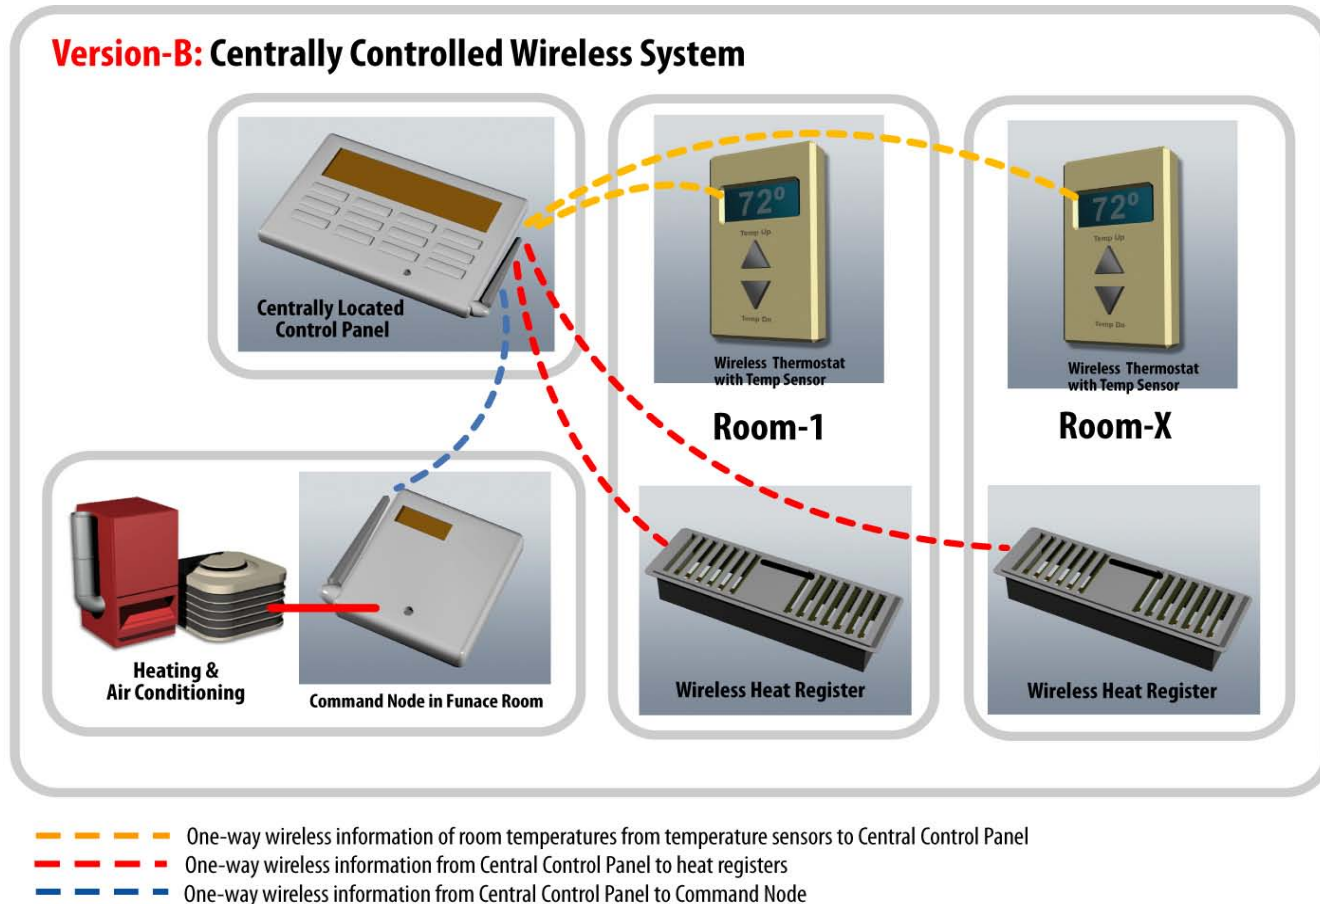 Version-B: Centrally Controlled Wireless System
Centrally Located
Control Panel
72º
Temp Up
Temp Dn
Wireless Thermostat
with Temp Sensor
Room-1
72º
Temp Up
Temp Dn
Wireless Thermostat
with Temp Sensor
Room-X
Heating &
Air Conditioning
Command Node in Funace Room
Wireless Heat Register
Wireless Heat Register
One-way wireless information of room temperatures from temperature sensors to Central Control Panel
One-way wireless information from Central Control Panel to heat registers
One-way wireless information from Central Control Panel to Command Node